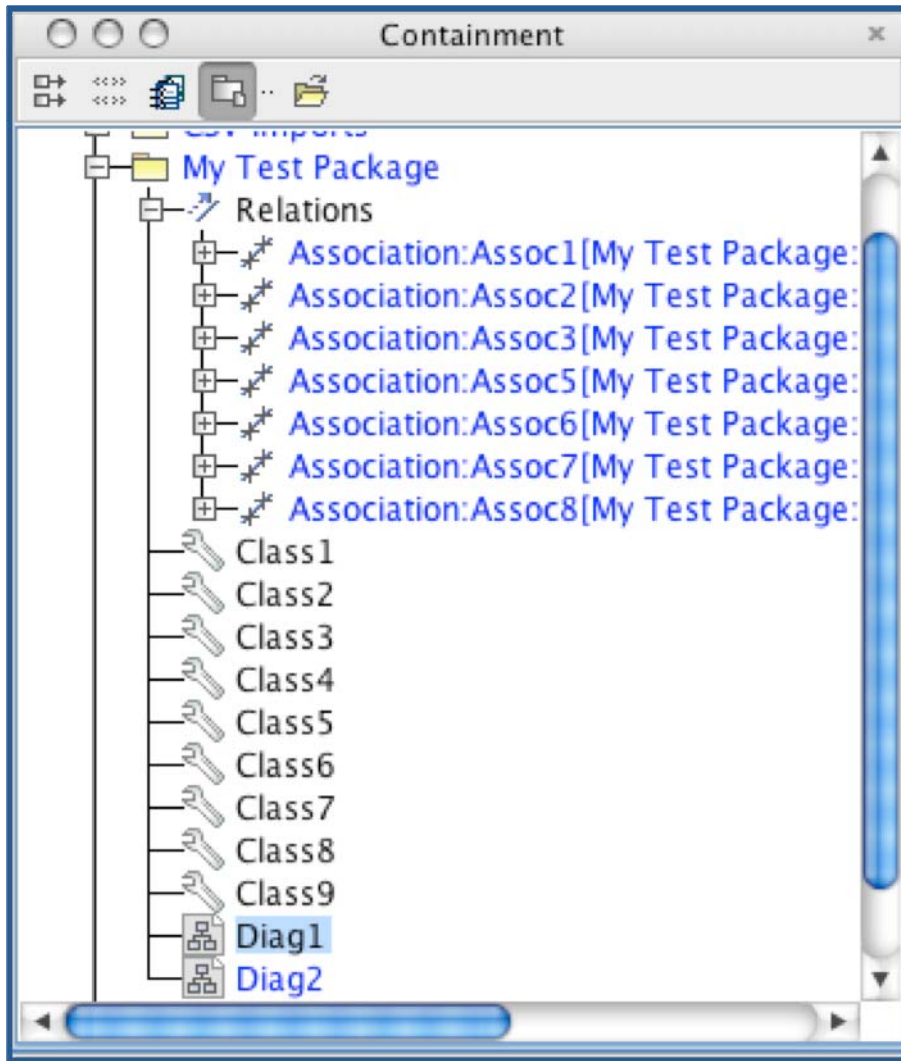 Containment
CSV Imports
My Test Package
Relations
Association:Assoc1[My Test Package:
Association:Assoc2[My Test Package:
Association:Assoc3[My Test Package:
Association:Assoc5[My Test Package:
Association:Assoc6[My Test Package:
Association:Assoc7[My Test Package:
Association:Assoc8[My Test Package:
Class1
Class2
Class3
Class4
Class5
Class6
Class7
Class8
Class9
Diag1
Diag2